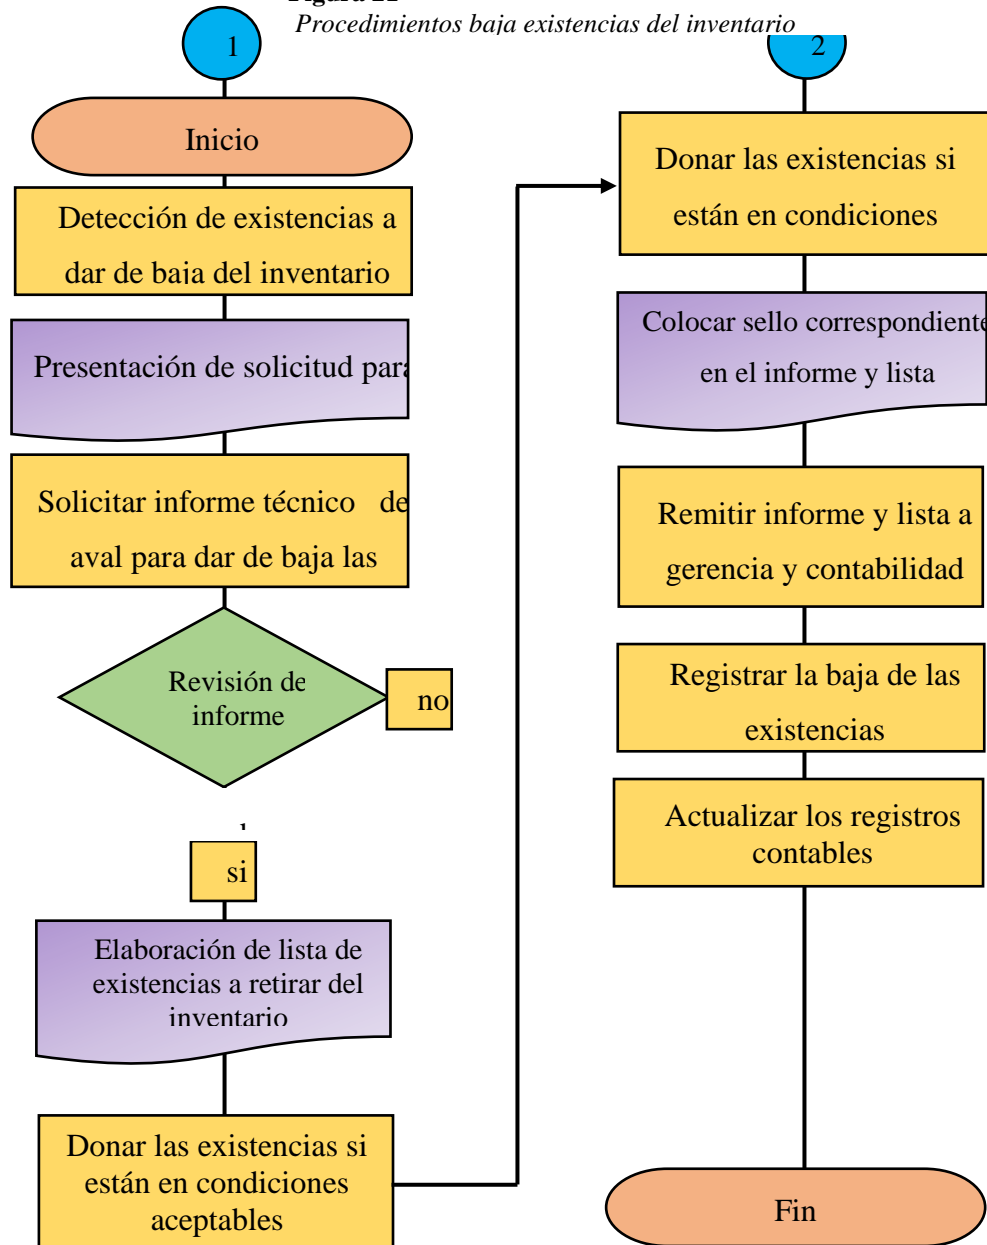 Procedimientos baja existencias del inventario
1
Inicio
Detección de existencias a
dar de baja del inventario
Presentación de solicitud para
Solicitar informe técnico de
aval para dar de baja las
Revisión de
informe
no
si
Elaboración de lista de
existencias a retirar del
inventario
Donar las existencias si
están en condiciones
aceptables
2
Donar las existencias si
están en condiciones
Colocar sello correspondiente
en el informe y lista
Remitir informe y lista a
gerencia y contabilidad
Registrar la baja de las
existencias
Actualizar los registros
contables
Fin